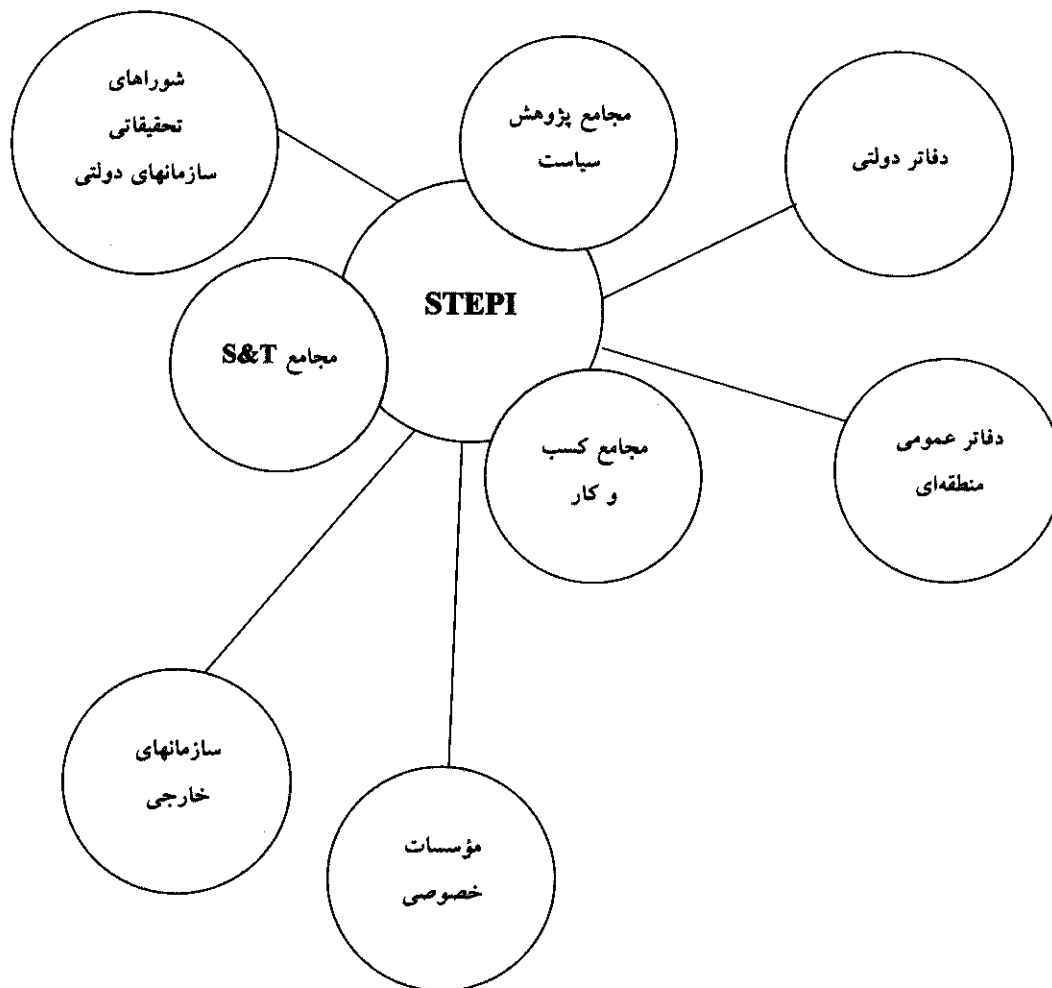 شوراهای
تحقیقاتی
سازمانهای دولتی
مجامع پژوهش
سیاست
دفاتر دولتی
STEPI
مجامع S&T
مجامع کسب
و کار
دفاتر عمومی
منطقه‌ای
سازمانهای
خارجی
مؤسسات
خصوصی